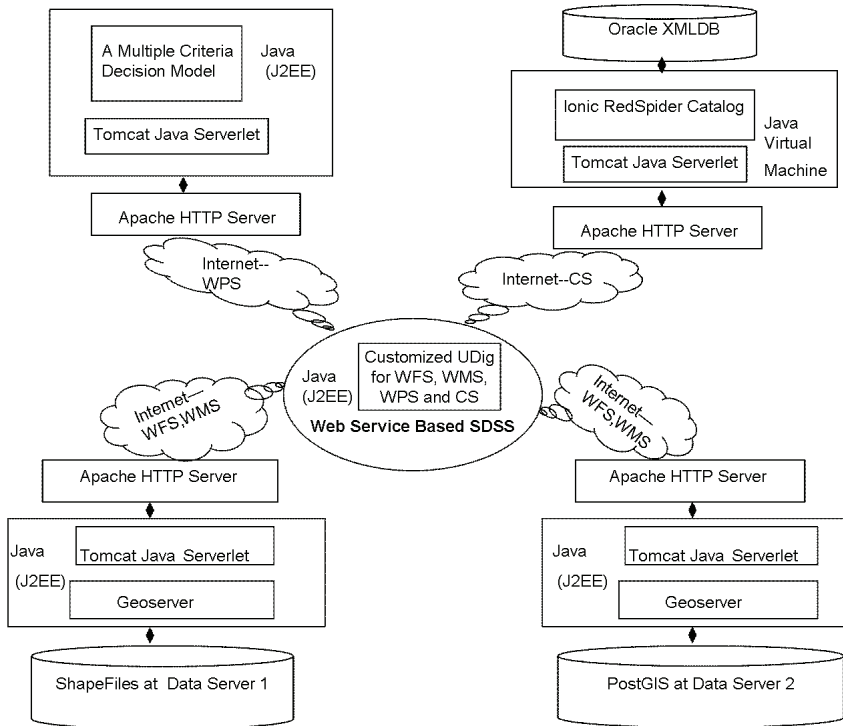 A Multiple Criteria
Decision Model
Java
(J2EE)
Tomcat Java Serverlet
Apache HTTP Server
Internet--
WPS
Oracle XMLDB
Ionic RedSpider Catalog
Java
Virtual
Machine
Tomcat Java Serverlet
Apache HTTP Server
Internet--CS
Customized UDig
for WFS, WMS,
WPS and CS
Java
(J2EE)
Web Service Based SDSS
Internet---
WFS,WMS
Apache HTTP Server
Java
(J2EE)
Tomcat Java Serverlet
Geoserver
ShapeFiles at Data Server 1
Internet---
WFS,WMS
Apache HTTP Server
Java
(J2EE)
Tomcat Java Serverlet
Geoserver
PostGIS at Data Server 2